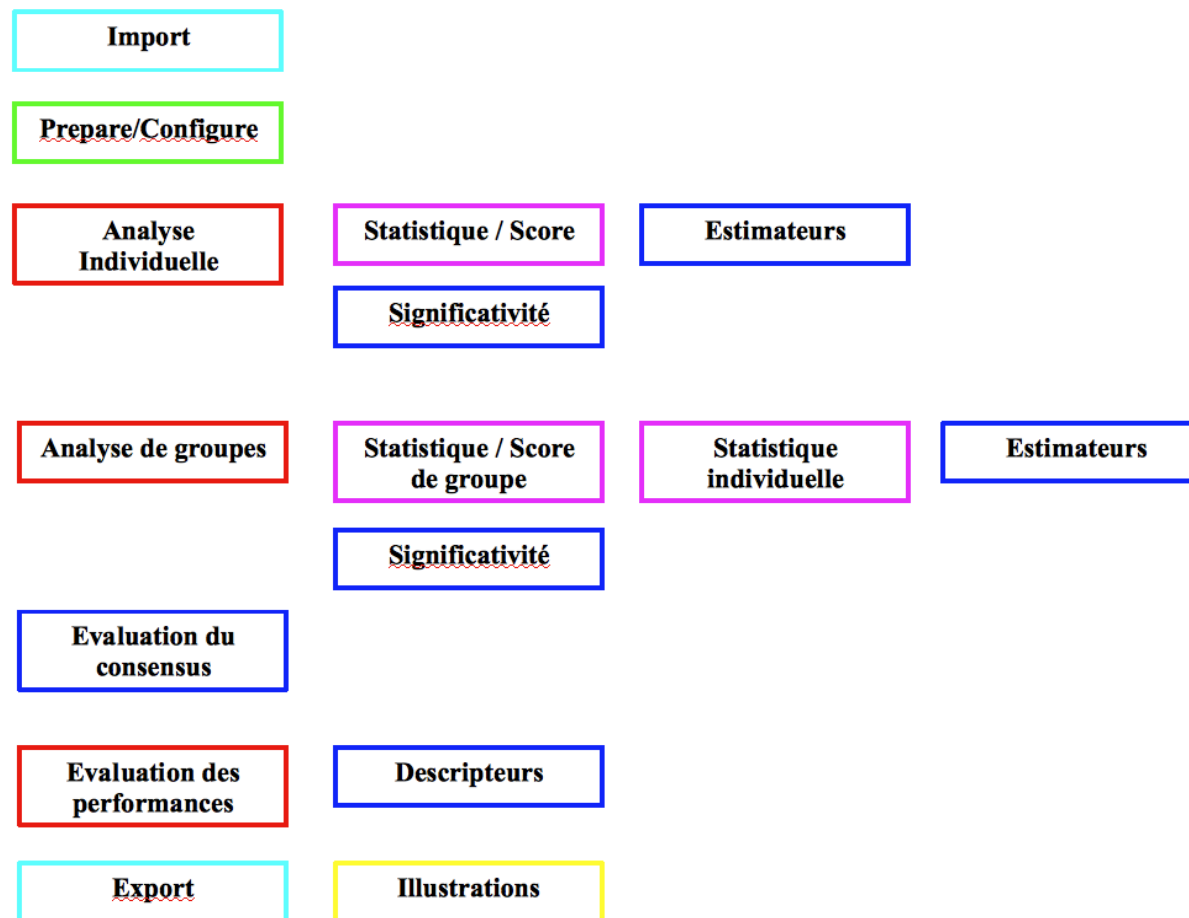 Import
Prepare/Configure
Analyse
Individuelle
Statistique / Score
Estimateurs
Significativité
Analyse de groupes
Statistique / Score
de groupe
Statistique
individuelle
Estimateurs
Significativité
Evaluation du
consensus
Evaluation des
performances
Descripteurs
Export
Illustrations